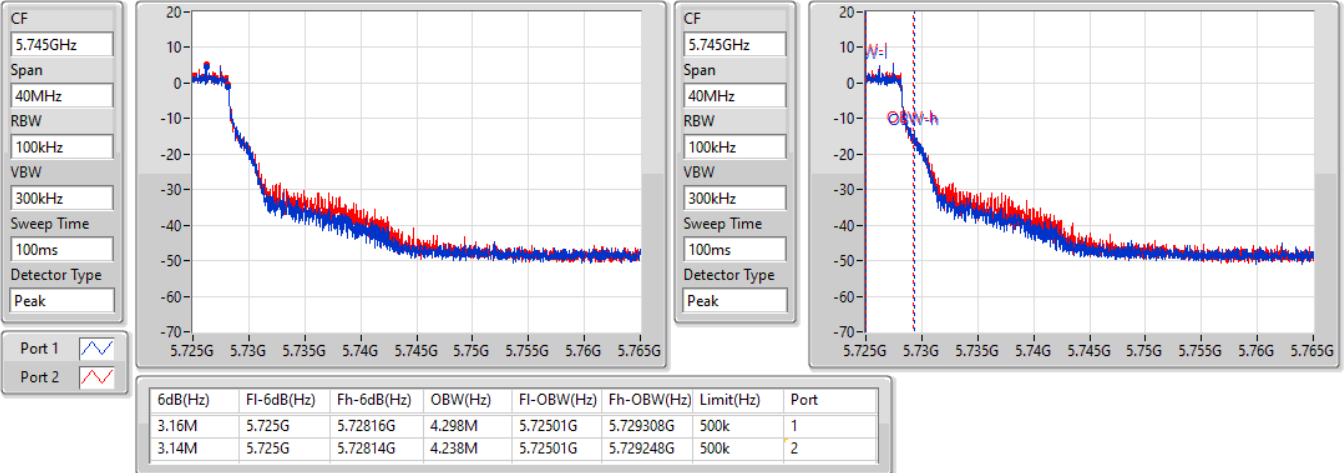 CF
5.745GHz
Span
40MHz
RBW
100kHz
VBW
300kHz
Sweep Time
100ms
Detector Type
Peak
Port 1
Port 2
20
10
0
-10
-20
-30
-40
-50
-60
-70
5.725G 5.73G 5.735G 5.74G 5.745G 5.75G 5.755G 5.76G 5.765G
CF
5.745GHz
Span
40MHz
RBW
100kHz
VBW
300kHz
Sweep Time
100ms
Detector Type
Peak
20
10
0
-10
-20
-30
-40
-50
-60
-70
W-l
OBW-h
5.725G 5.73G 5.735G 5.74G 5.745G 5.75G 5.755G 5.76G 5.765G
6dB(Hz) Fl-6dB(Hz) Fh-6dB(Hz) OBW(Hz) Fl-OBW(Hz) Fh-OBW(Hz) Limit(Hz) Port
3.16M 5.725G 5.72816G 4.298M 5.72501G 5.729308G 500k 1
3.14M 5.725G 5.72814G 4.238M 5.72501G 5.729248G 500k 2